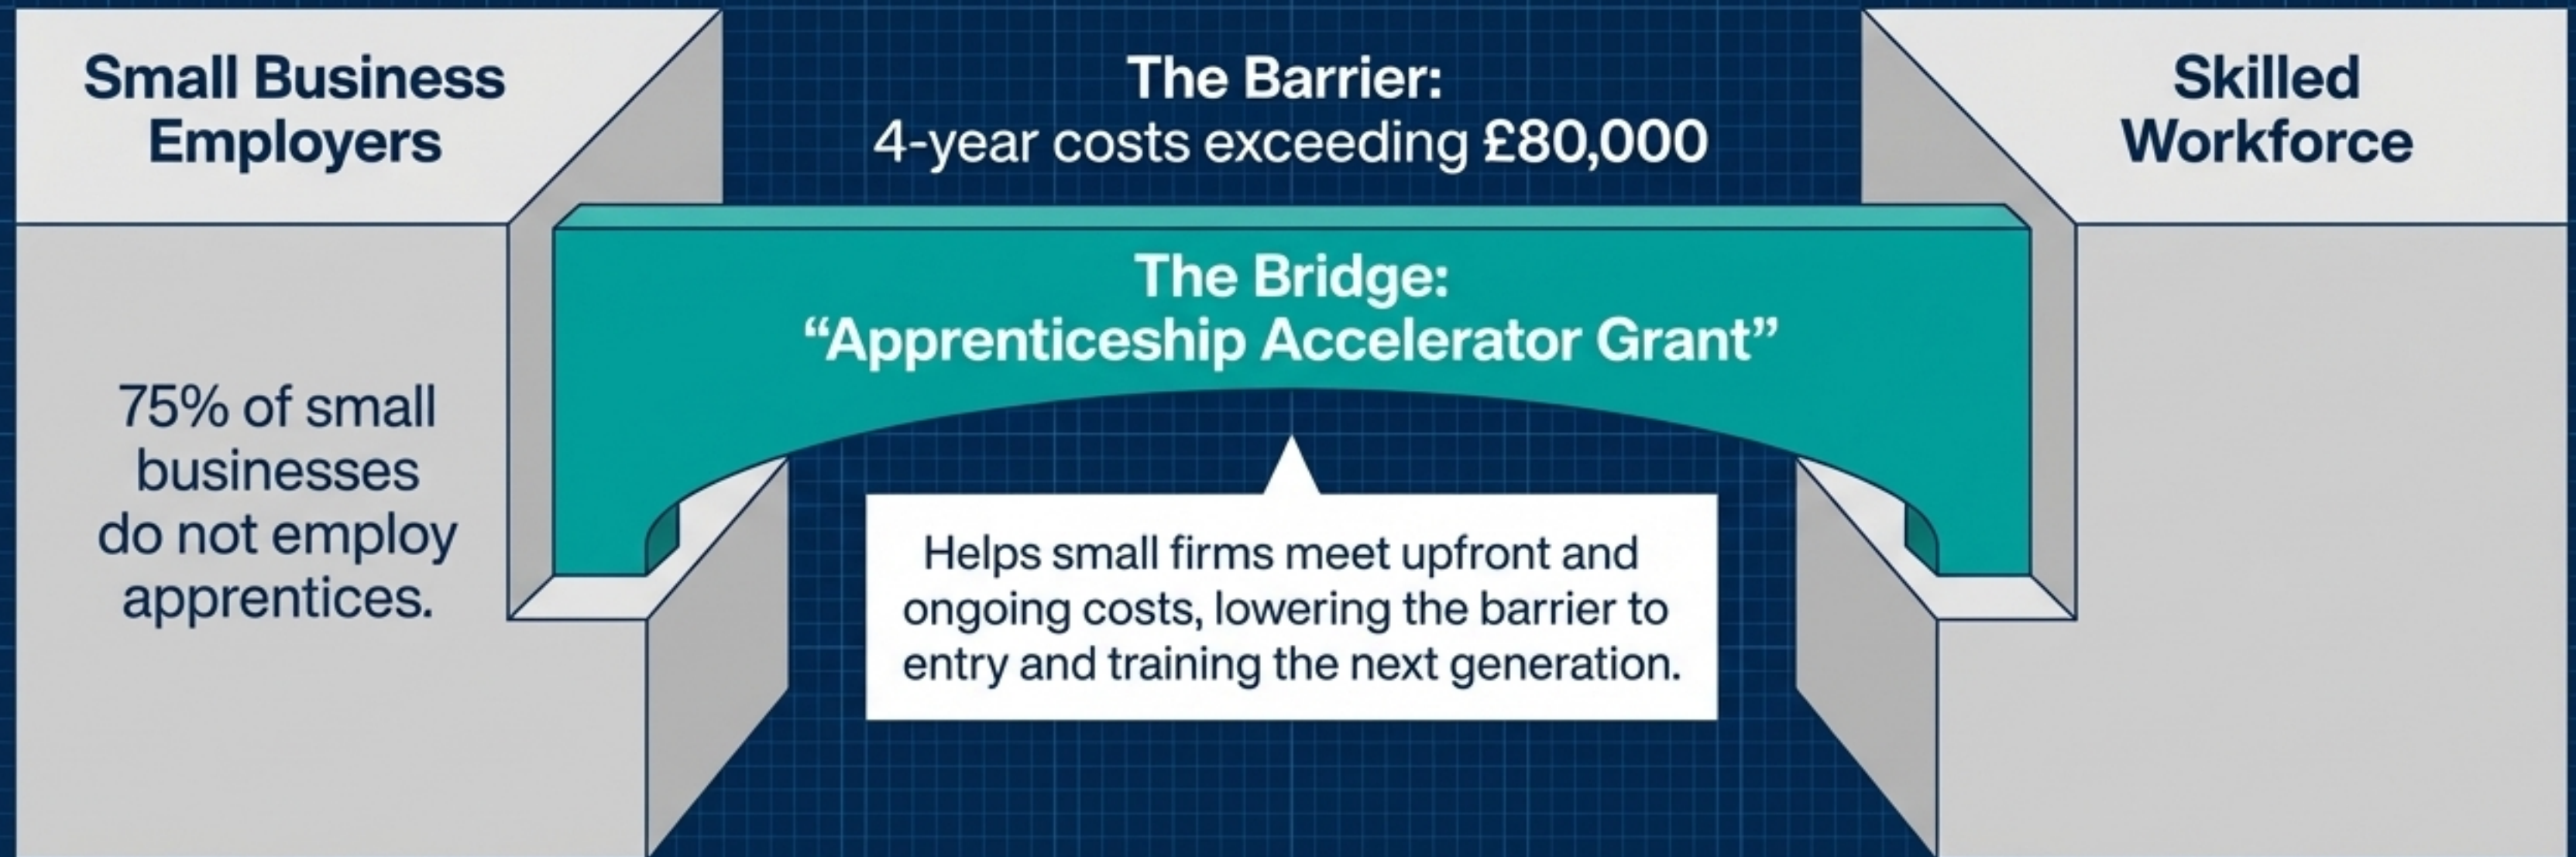 Small Business
Employers
75% of small
businesses
do not employ
apprentices.
The Barrier:
4-year costs exceeding £80,000
The Bridge:
“Apprenticeship Accelerator Grant”
Helps small firms meet upfront and
ongoing costs, lowering the barrier to
entry and training the next generation.
Skilled
Workforce